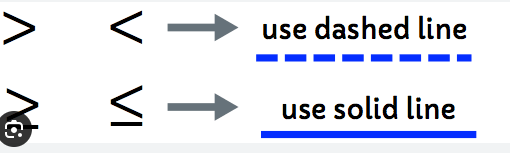 > < use dashed line
≥ ≤ use solid line